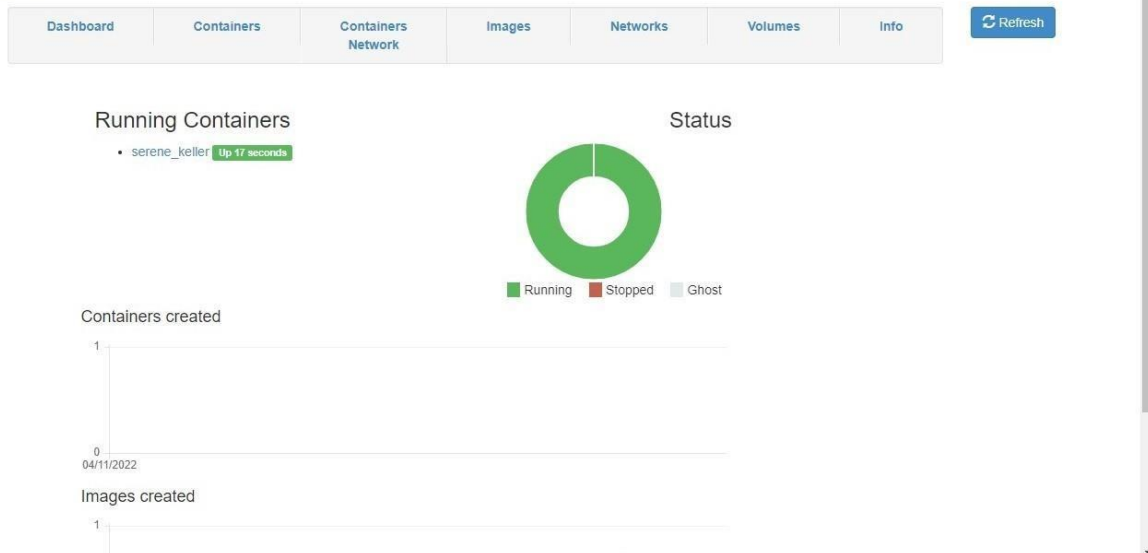 Dashboard
Containers
Containers
Network
Images
Networks
Volumes
Info
Refresh
Running Containers
serene_keller Up 17 seconds
Status
Running Stopped Ghost
Containers created
1
0
04/11/2022
Images created
1